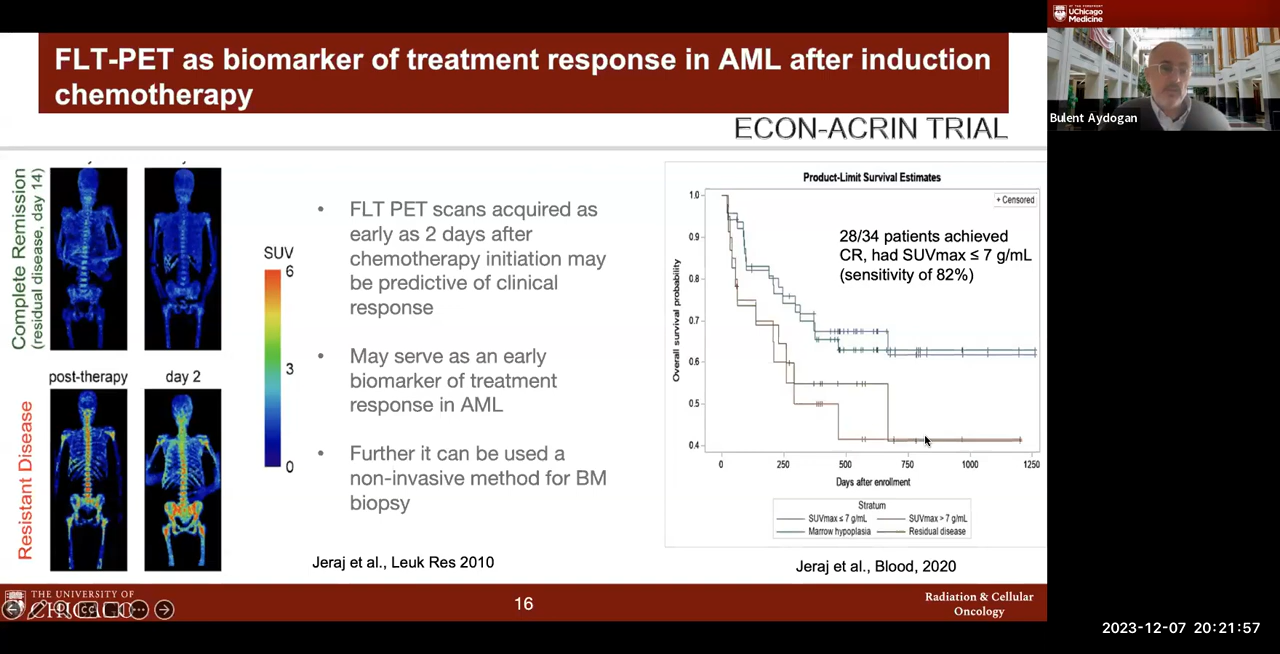 UChicago
Medicine
Bulent Aydogan
FLT-PET as biomarker of treatment response in AML after induction
chemotherapy
ECON-ACRIN TRIAL
Complete Remission
(residual disease, day 14)
Resistant Disease
post-therapy
day 2
SUV
6
3
0
• FLT PET scans acquired as
early as 2 days after
chemotherapy initiation may
be predictive of clinical
response
• May serve as an early
biomarker of treatment
response in AML
• Further it can be used a
non-invasive method for BM
biopsy
Jeraj et al., Leuk Res 2010
Product-Limit Survival Estimates
+ Censored
28/34 patients achieved
CR, had SUVmax ≤ 7 g/mL
(sensitivity of 82%)
Overall survival probability
1.0
0.9
0.8
0.7
0.6
0.5
0.4
0 250 500 750 1000 1250
Days after enrollment
Stratum
SUVmax ≤ 7 g/mL SUVmax > 7 g/mL
Marrow hypoplasia Residual disease
Jeraj et al., Blood, 2020
THE UNIVERSITY OF
CHICAGO
16
Radiation & Cellular
Oncology
2023-12-07 20:21:57